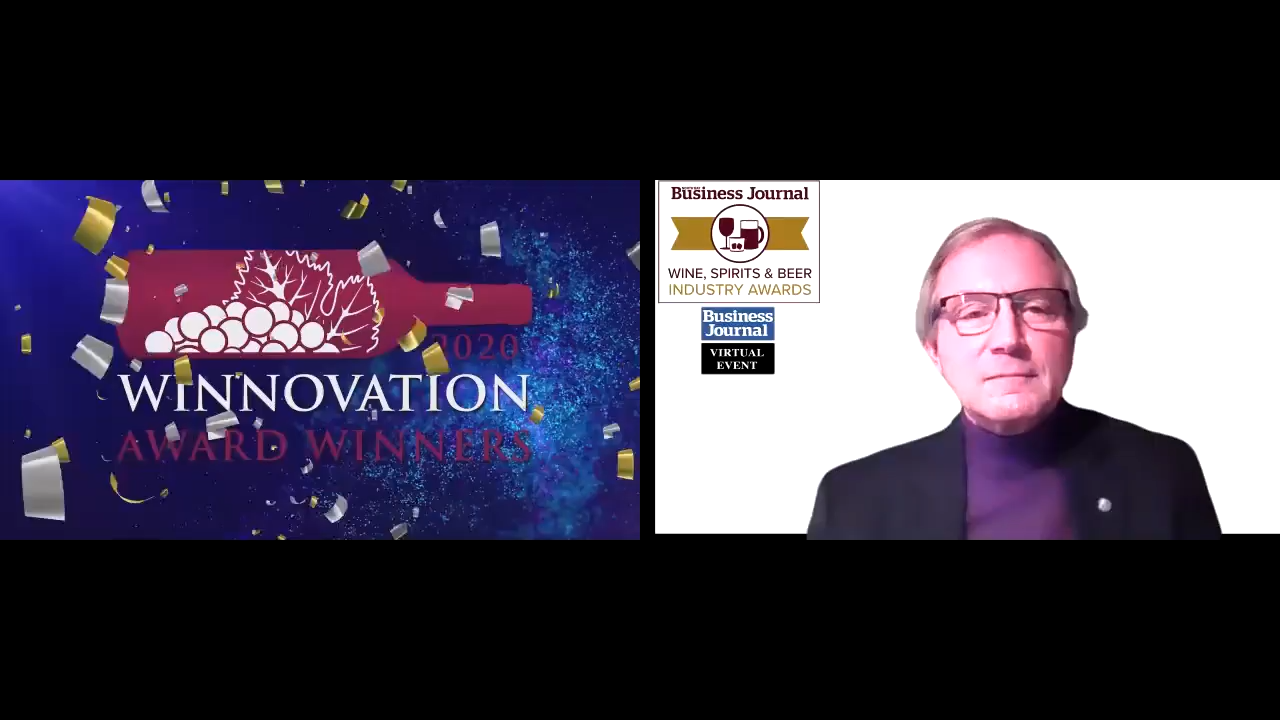 2020
WINNOVATION
AWARD WINNERS
Business Journal
WINE, SPIRITS & BEER
INDUSTRY AWARDS
Business
Journal
VIRTUAL
EVENT